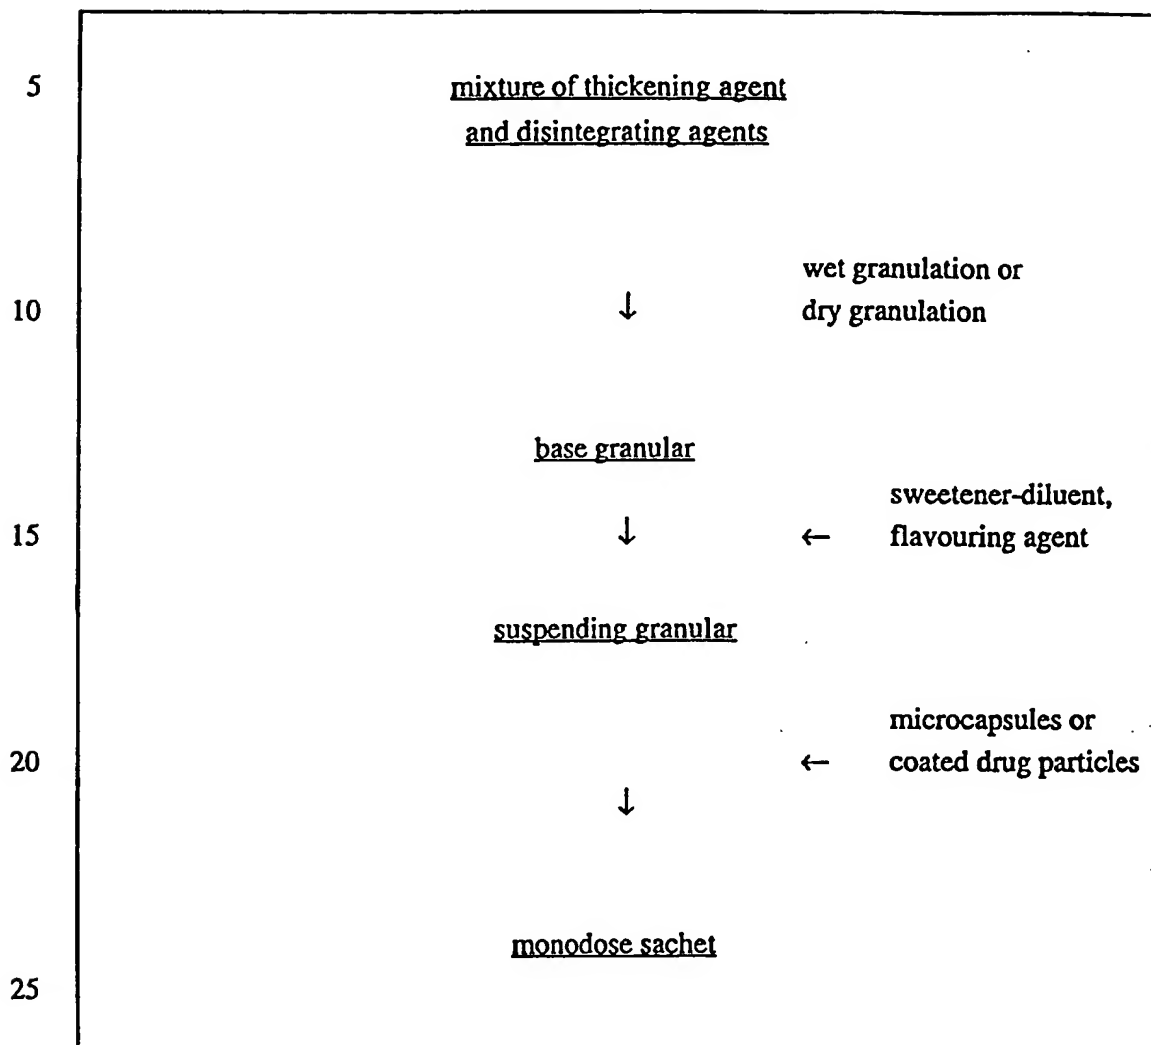 5 mixture of thickening agent
and disintegrating agents
wet granulation or
10 ↓ dry granulation
base granular
sweetener-diluent,
15 ↓ ← flavouring agent
suspending granular
microcapsules or
20 ← coated drug particles
↓
monodose sachet
25